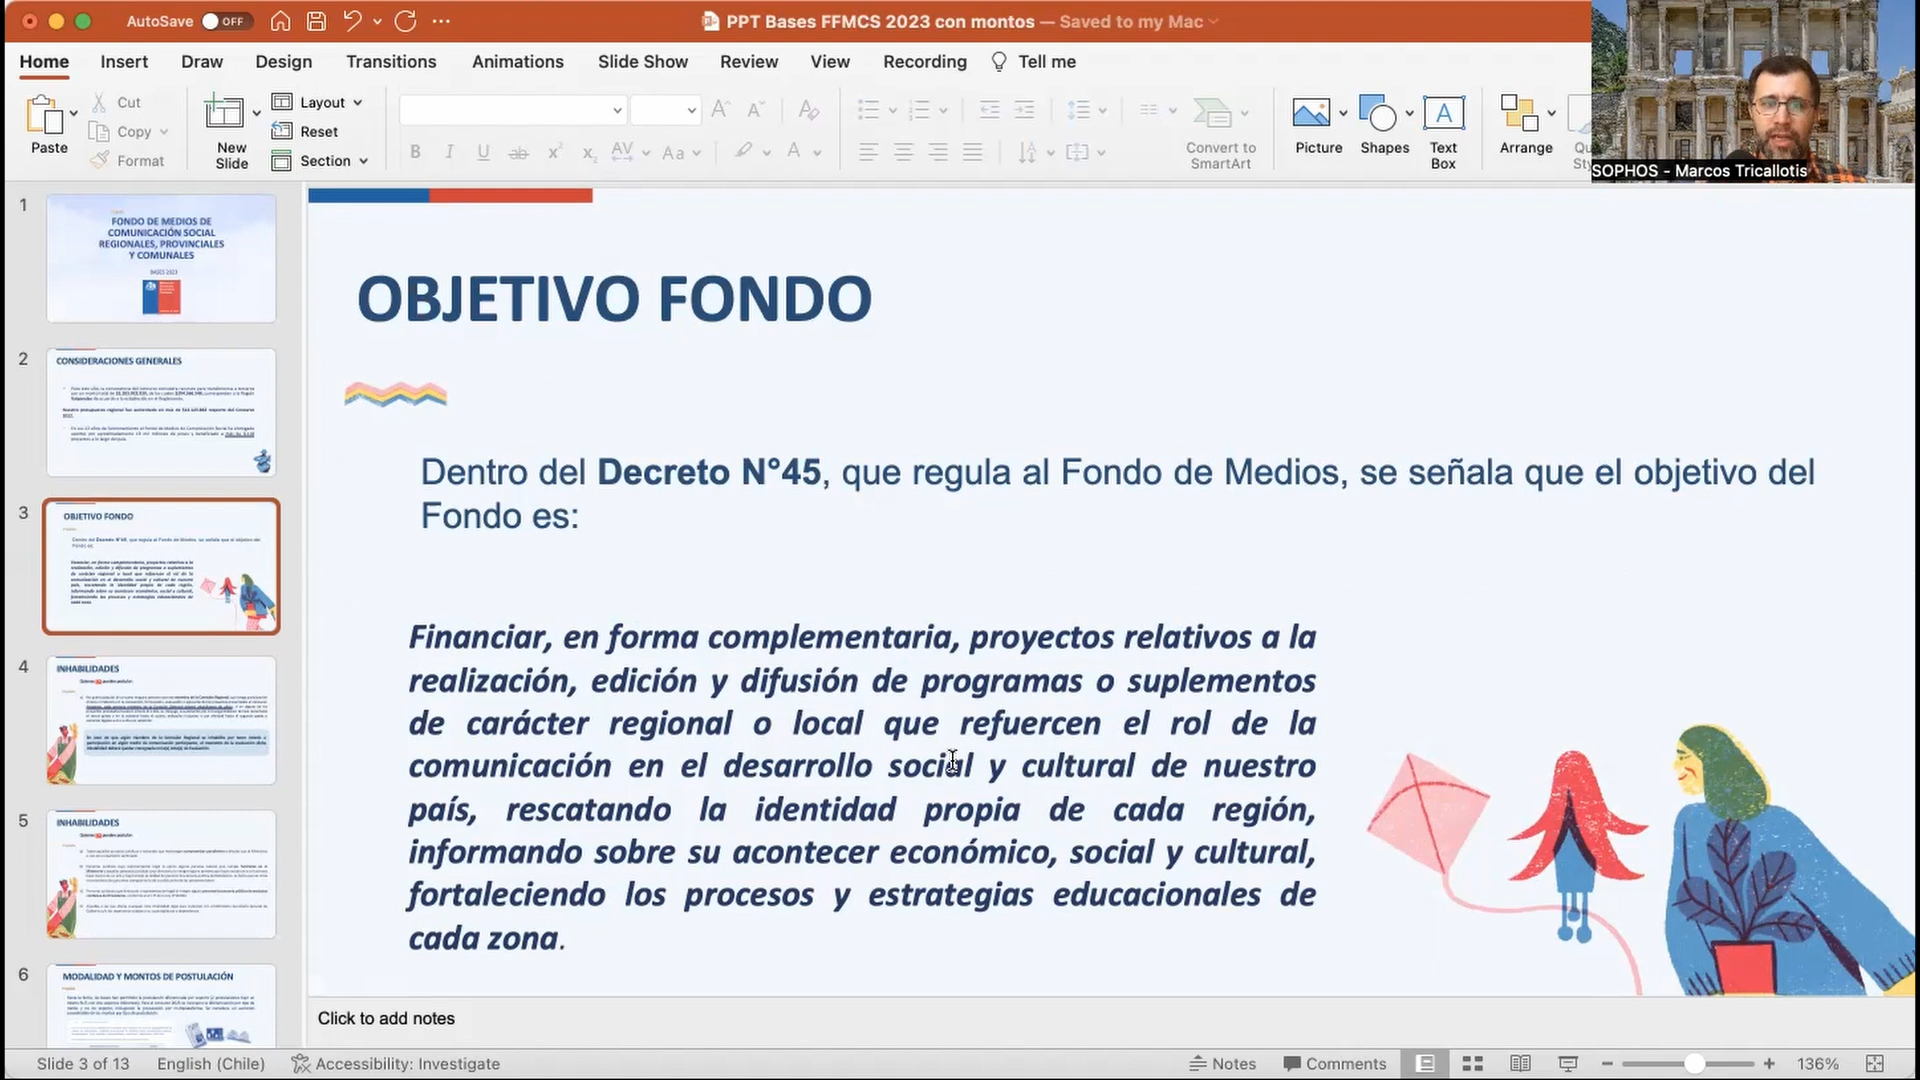 AutoSave OFF
PPT Bases FFMCS 2023 con montos — Saved to my Mac
Home Insert Draw Design Transitions Animations Slide Show Review View Recording Tell me
Paste
Cut
Copy
Format
New Slide
Layout
Reset
Section
Convert to SmartArt
Picture
Shapes
Text Box
Arrange
SOPHOS - Marcos Tricallotis
1
FONDO DE MEDIOS DE
COMUNICACIÓN SOCIAL
REGIONALES, PROVINCIALES
Y COMUNALES
BASES 2023
2
CONSIDERACIONES GENERALES
3
OBJETIVO FONDO
4
INHABILIDADES
5
INHABILIDADES
6
MODALIDAD Y MONTOS DE POSTULACIÓN
OBJETIVO FONDO
Dentro del Decreto N°45, que regula al Fondo de Medios, se señala que el objetivo del
Fondo es:
Financiar, en forma complementaria, proyectos relativos a la
realización, edición y difusión de programas o suplementos
de carácter regional o local que refuercen el rol de la
comunicación en el desarrollo social y cultural de nuestro
país, rescatando la identidad propia de cada región,
informando sobre su acontecer económico, social y cultural,
fortaleciendo los procesos y estrategias educacionales de
cada zona.
Click to add notes
Slide 3 of 13 English (Chile) Accessibility: Investigate Notes Comments 136%